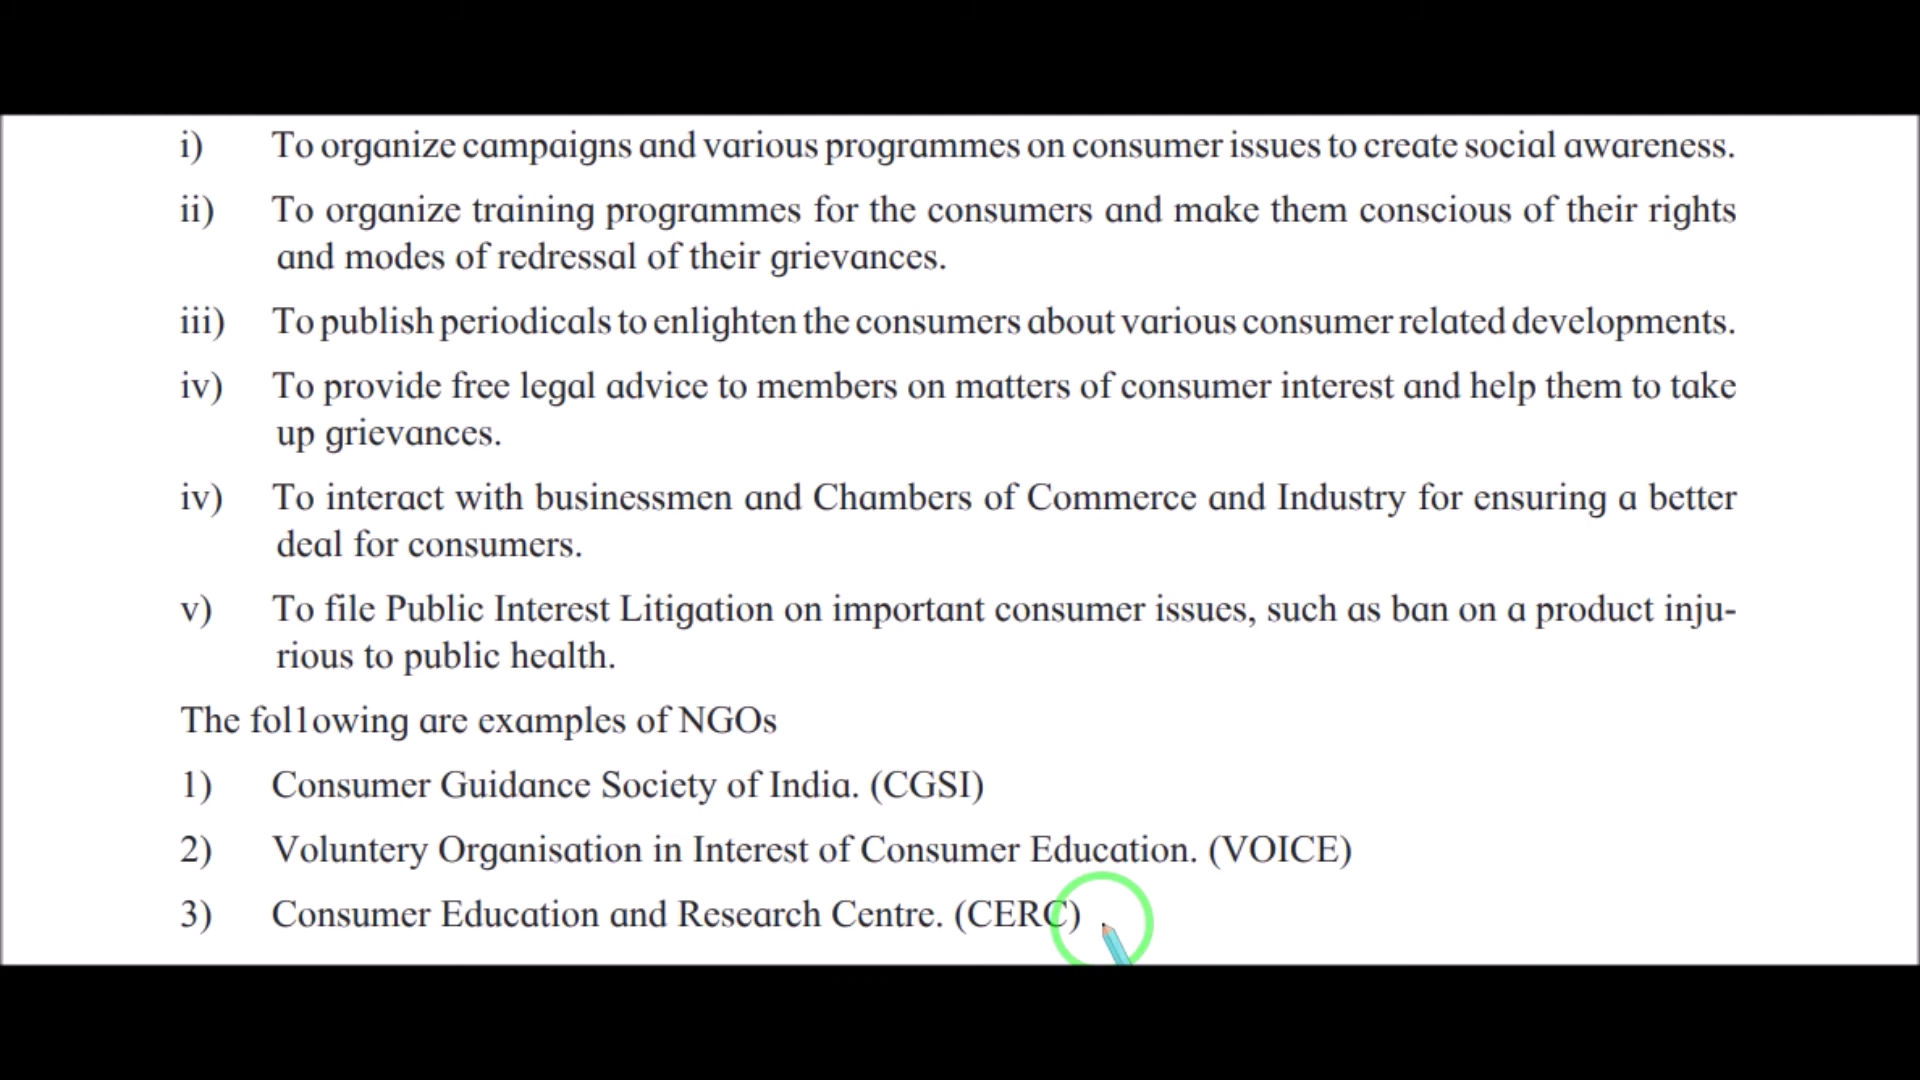 i) To organize campaigns and various programmes on consumer issues to create social awareness.
ii) To organize training programmes for the consumers and make them conscious of their rights
and modes of redressal of their grievances.
iii) To publish periodicals to enlighten the consumers about various consumer related developments.
iv) To provide free legal advice to members on matters of consumer interest and help them to take
up grievances.
iv) To interact with businessmen and Chambers of Commerce and Industry for ensuring a better
deal for consumers.
v) To file Public Interest Litigation on important consumer issues, such as ban on a product inju-
rious to public health.
The fol1owing are examples of NGOs
1) Consumer Guidance Society of India. (CGSI)
2) Voluntery Organisation in Interest of Consumer Education. (VOICE)
3) Consumer Education and Research Centre. (CERC)